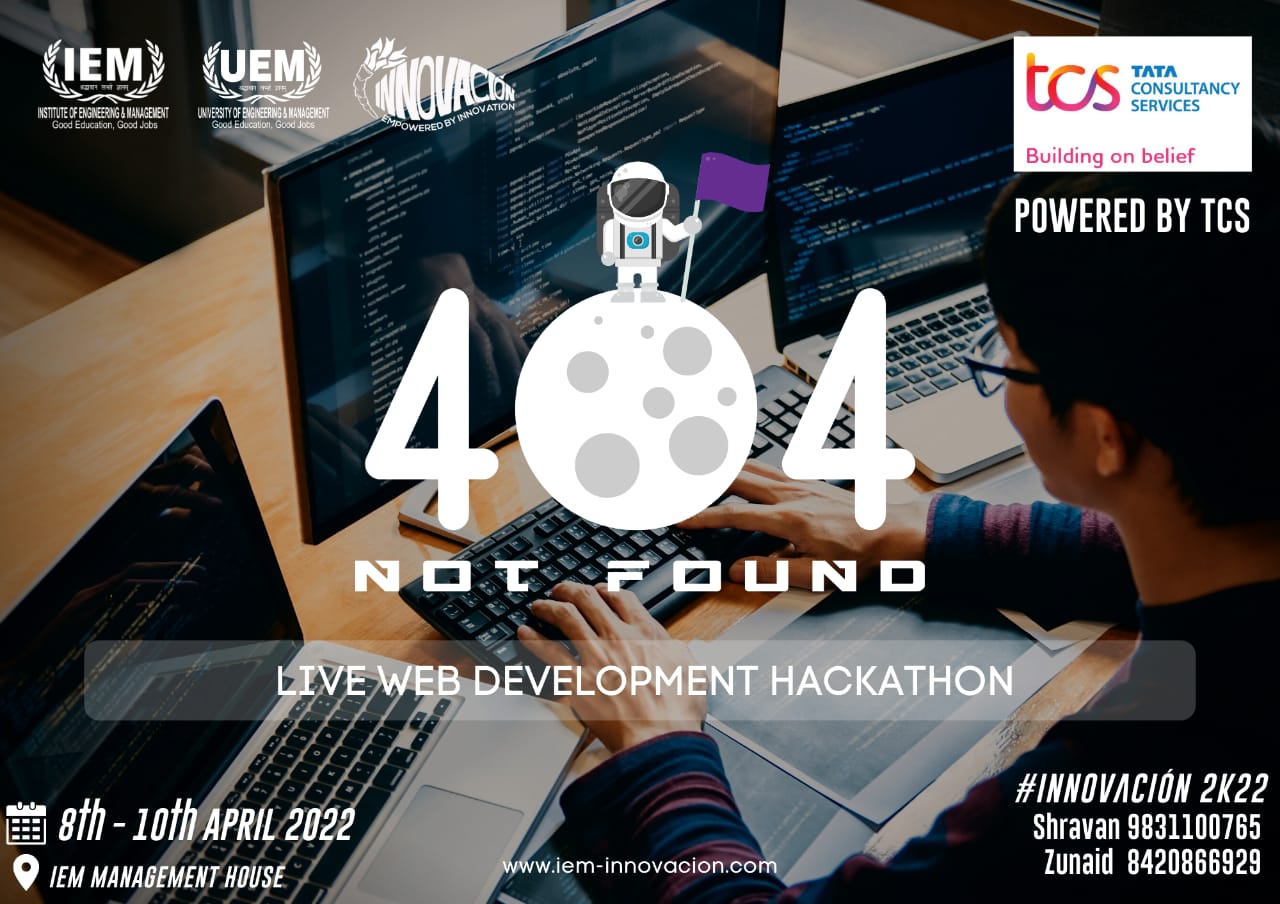 IEM
INSTITUTE OF ENGINEERING & MANAGEMENT
Good Education, Good Jobs
UEM
UNIVERSITY OF ENGINEERING & MANAGEMENT
Good Education, Good Jobs
INNOVACIÓN
EMPOWERED BY INNOVATION
tcs TATA
CONSULTANCY
SERVICES
Building on belief
POWERED BY TCS
404
NOT FOUND
LIVE WEB DEVELOPMENT HACKATHON
8th - 10th APRIL 2022
IEM MANAGEMENT HOUSE
www.iem-innovacion.com
#INNOVACIÓN 2K22
Shravan 9831100765
Zunaid 8420866929